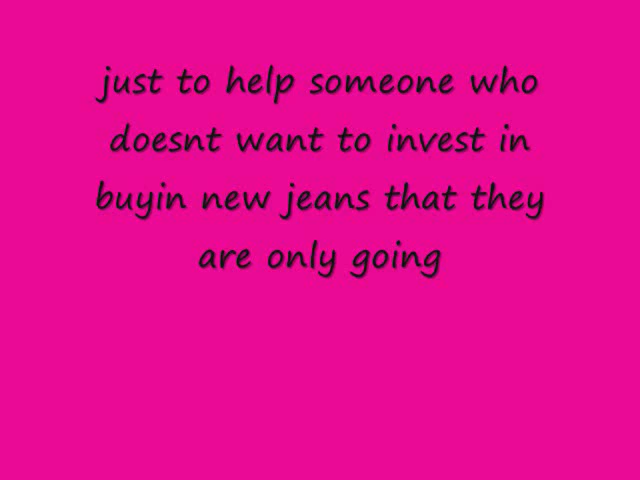 just to help someone who
doesnt want to invest in
buyin new jeans that they
are only going